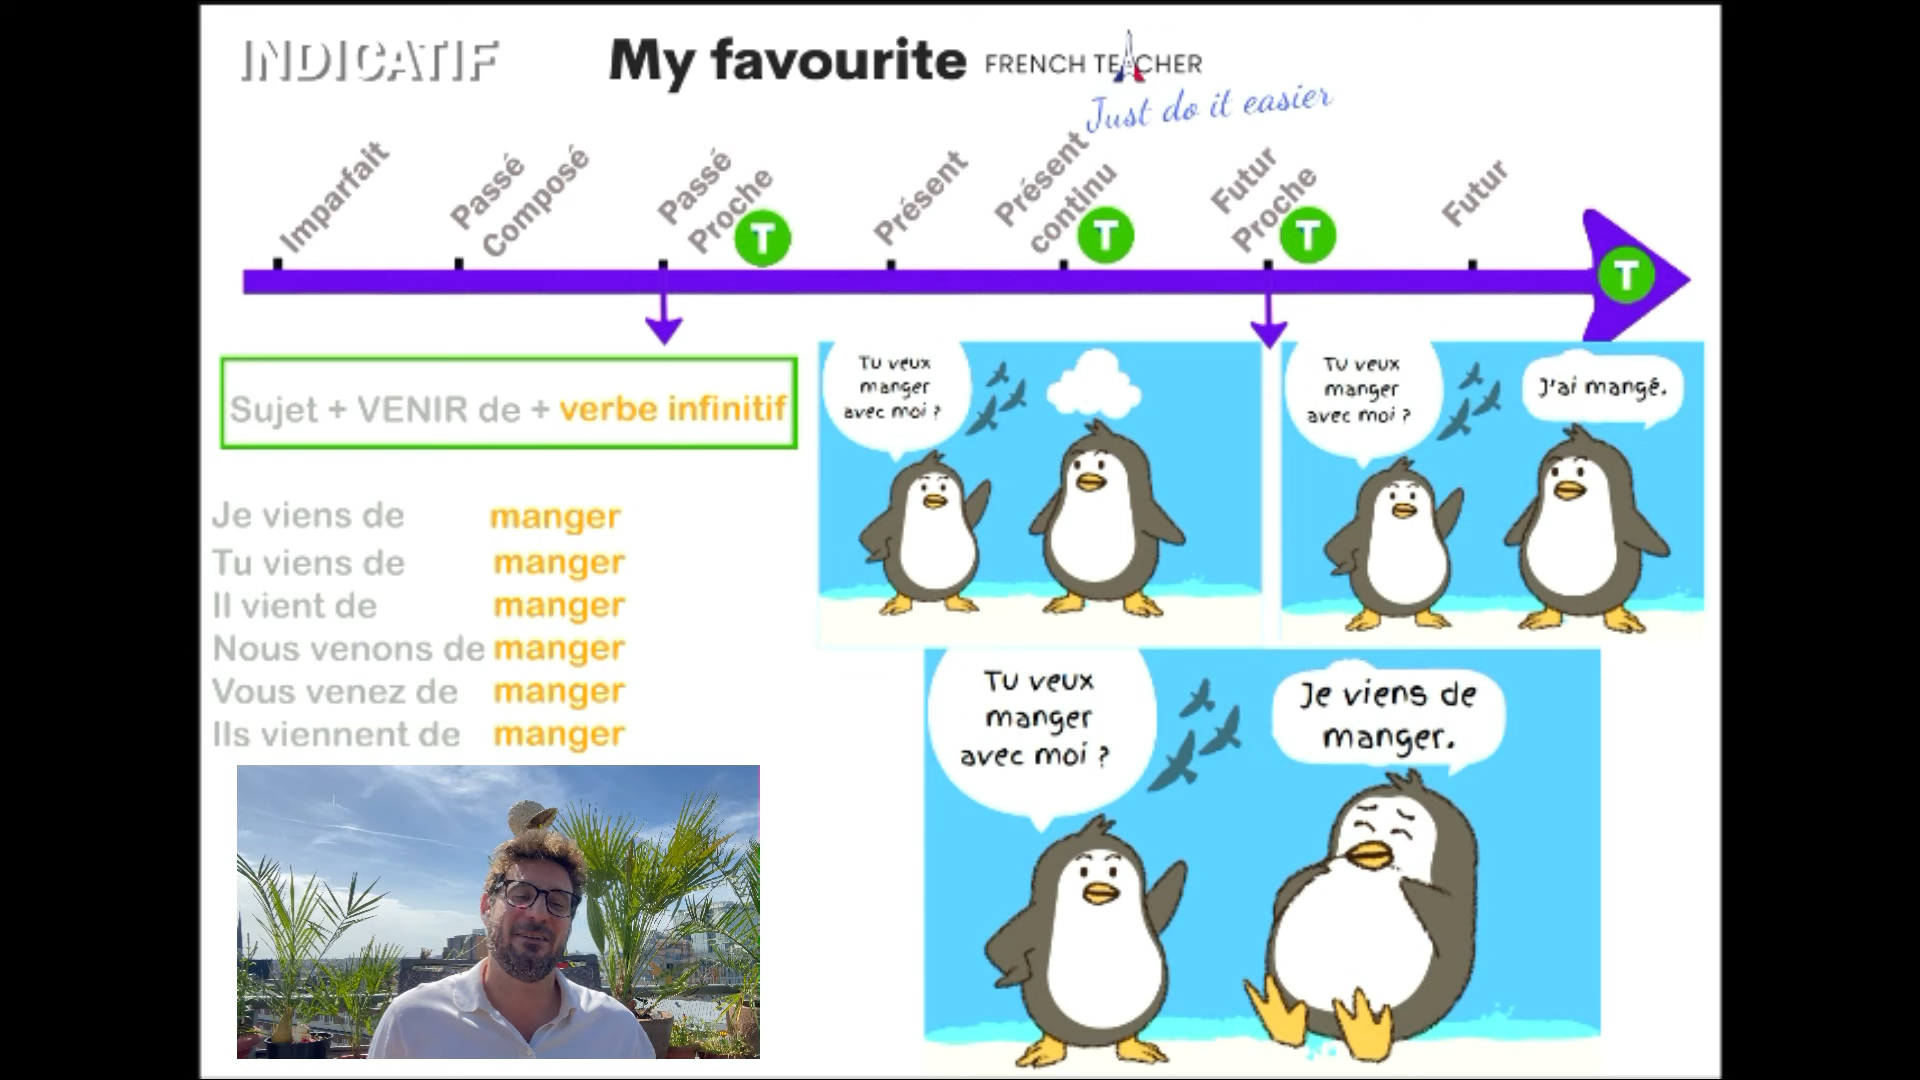 INDICATIF
My favourite FRENCH TEACHER
Just do it easier
Imparfait
Passé
Composé
Passé
Proche
T
Présent
Présent
continu
T
Futur
Proche
T
Futur
T
Sujet + VENIR de + verbe infinitif
Je viens de manger
Tu viens de manger
Il vient de manger
Nous venons de manger
Vous venez de manger
Ils viennent de manger
Tu veux
manger
avec moi ?
Tu veux
manger
avec moi ?
J'ai mangé.
Tu veux
manger
avec moi ?
Je viens de
manger.